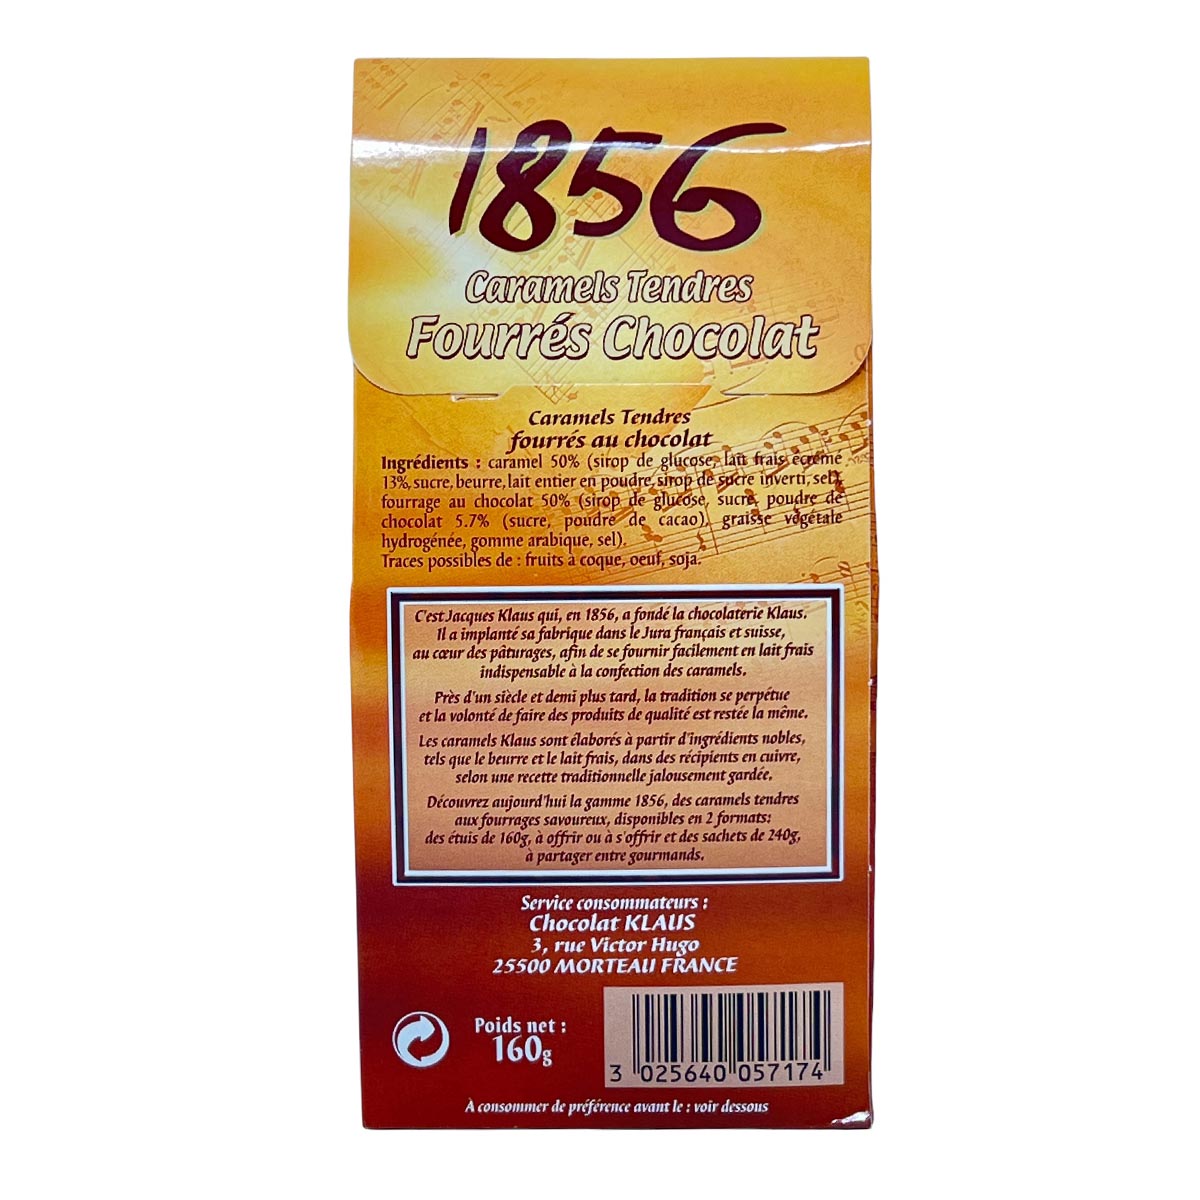 1856
Caramels Tendres
Fourrés Chocolat
Caramels Tendres
fourrés au chocolat
Ingrédients : caramel 50% (sirop de glucose, lait frais écrémé
13%, sucre, beurre, lait entier en poudre, sirop de sucre inverti, sel),
fourrage au chocolat 50% (sirop de glucose, sucre, poudre de
chocolat 5.7% (sucre, poudre de cacao), graisse végétale
hydrogénée, gomme arabique, sel).
Traces possibles de : fruits à coque, oeuf, soja.
C'est Jacques Klaus qui, en 1856, a fondé la chocolaterie Klaus.
Il a implanté sa fabrique dans le Jura français et suisse,
au cœur des pâturages, afin de se fournir facilement en lait frais
indispensable à la confection des caramels.
Près d'un siècle et demi plus tard, la tradition se perpétue
et la volonté de faire des produits de qualité est restée la même.
Les caramels Klaus sont élaborés à partir d'ingrédients nobles,
tels que le beurre et le lait frais, dans des récipients en cuivre,
selon une recette traditionnelle jalousement gardée.
Découvrez aujourd'hui la gamme 1856, des caramels tendres
aux fourrages savoureux, disponibles en 2 formats:
des étuis de 160g, à offrir ou à s'offrir et des sachets de 240g,
à partager entre gourmands.
Service consommateurs :
Chocolat KLAUS
3, rue Victor Hugo
25500 MORTEAU FRANCE
Poids net :
160g
3 025640 057174
À consommer de préférence avant le : voir dessous